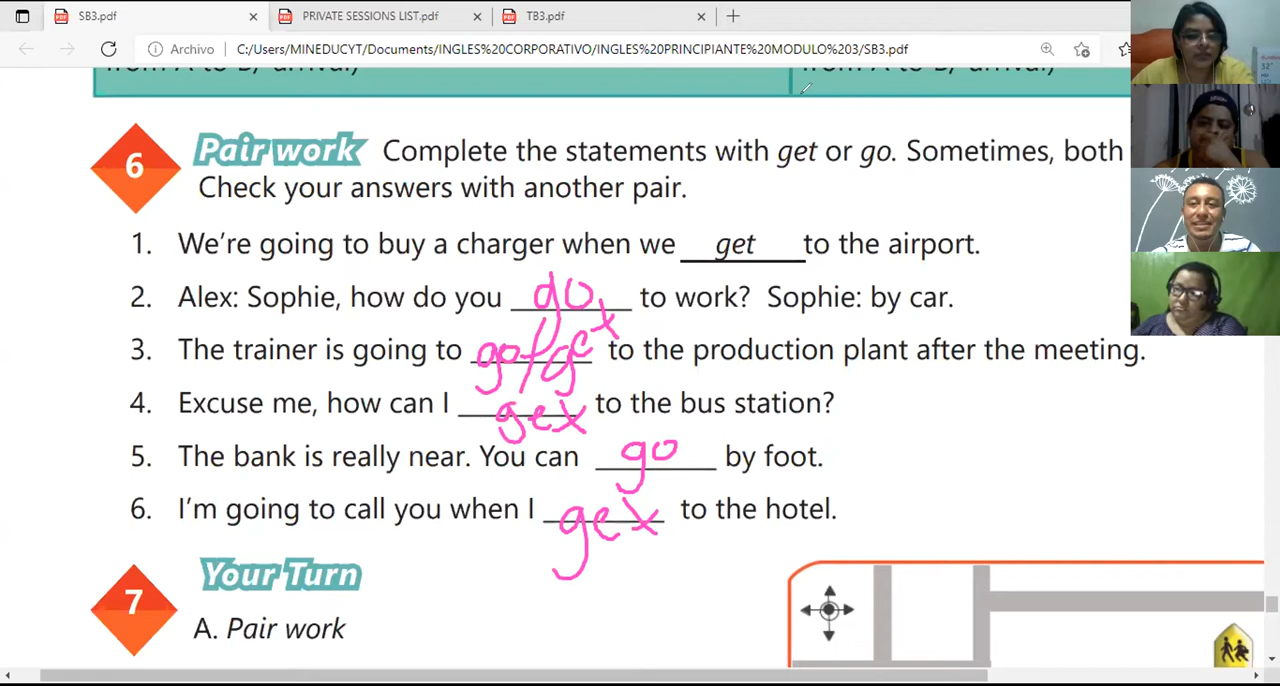 SB3.pdf
PRIVATE SESSIONS LIST.pdf
TB3.pdf
Archivo
C:/Users/MINEDUCYT/Documents/INGLES%20CORPORATIVO/INGLES%20PRINCIPIANTE%20MODULO%203/SB3.pdf
from A to B/ arrival)
from A to B/ arrival)
6 Pair work Complete the statements with get or go. Sometimes, both
Check your answers with another pair.
1. We're going to buy a charger when we get to the airport.
2. Alex: Sophie, how do you do to work? Sophie: by car.
3. The trainer is going to go/get to the production plant after the meeting.
4. Excuse me, how can I get to the bus station?
5. The bank is really near. You can go by foot.
6. I'm going to call you when I get to the hotel.
7 Your Turn
A. Pair work